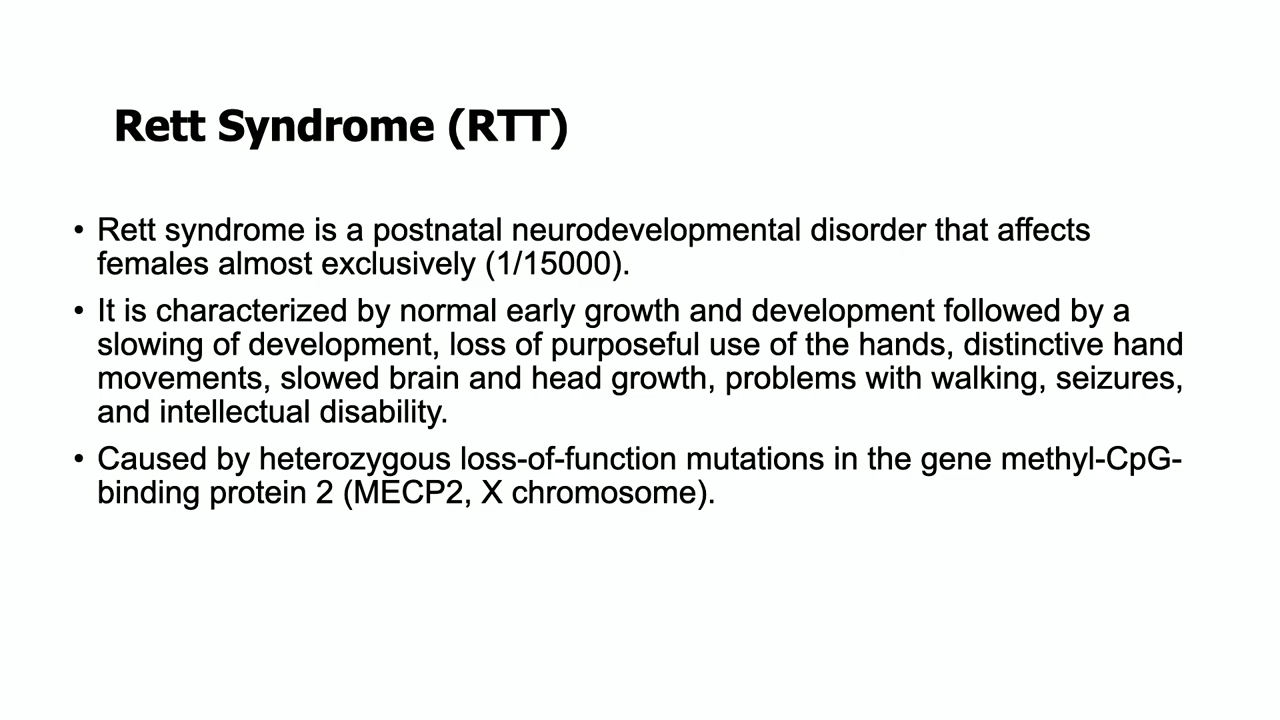 Rett Syndrome (RTT)
• Rett syndrome is a postnatal neurodevelopmental disorder that affects
females almost exclusively (1/15000).
• It is characterized by normal early growth and development followed by a
slowing of development, loss of purposeful use of the hands, distinctive hand
movements, slowed brain and head growth, problems with walking, seizures,
and intellectual disability.
• Caused by heterozygous loss-of-function mutations in the gene methyl-CpG-
binding protein 2 (MECP2, X chromosome).